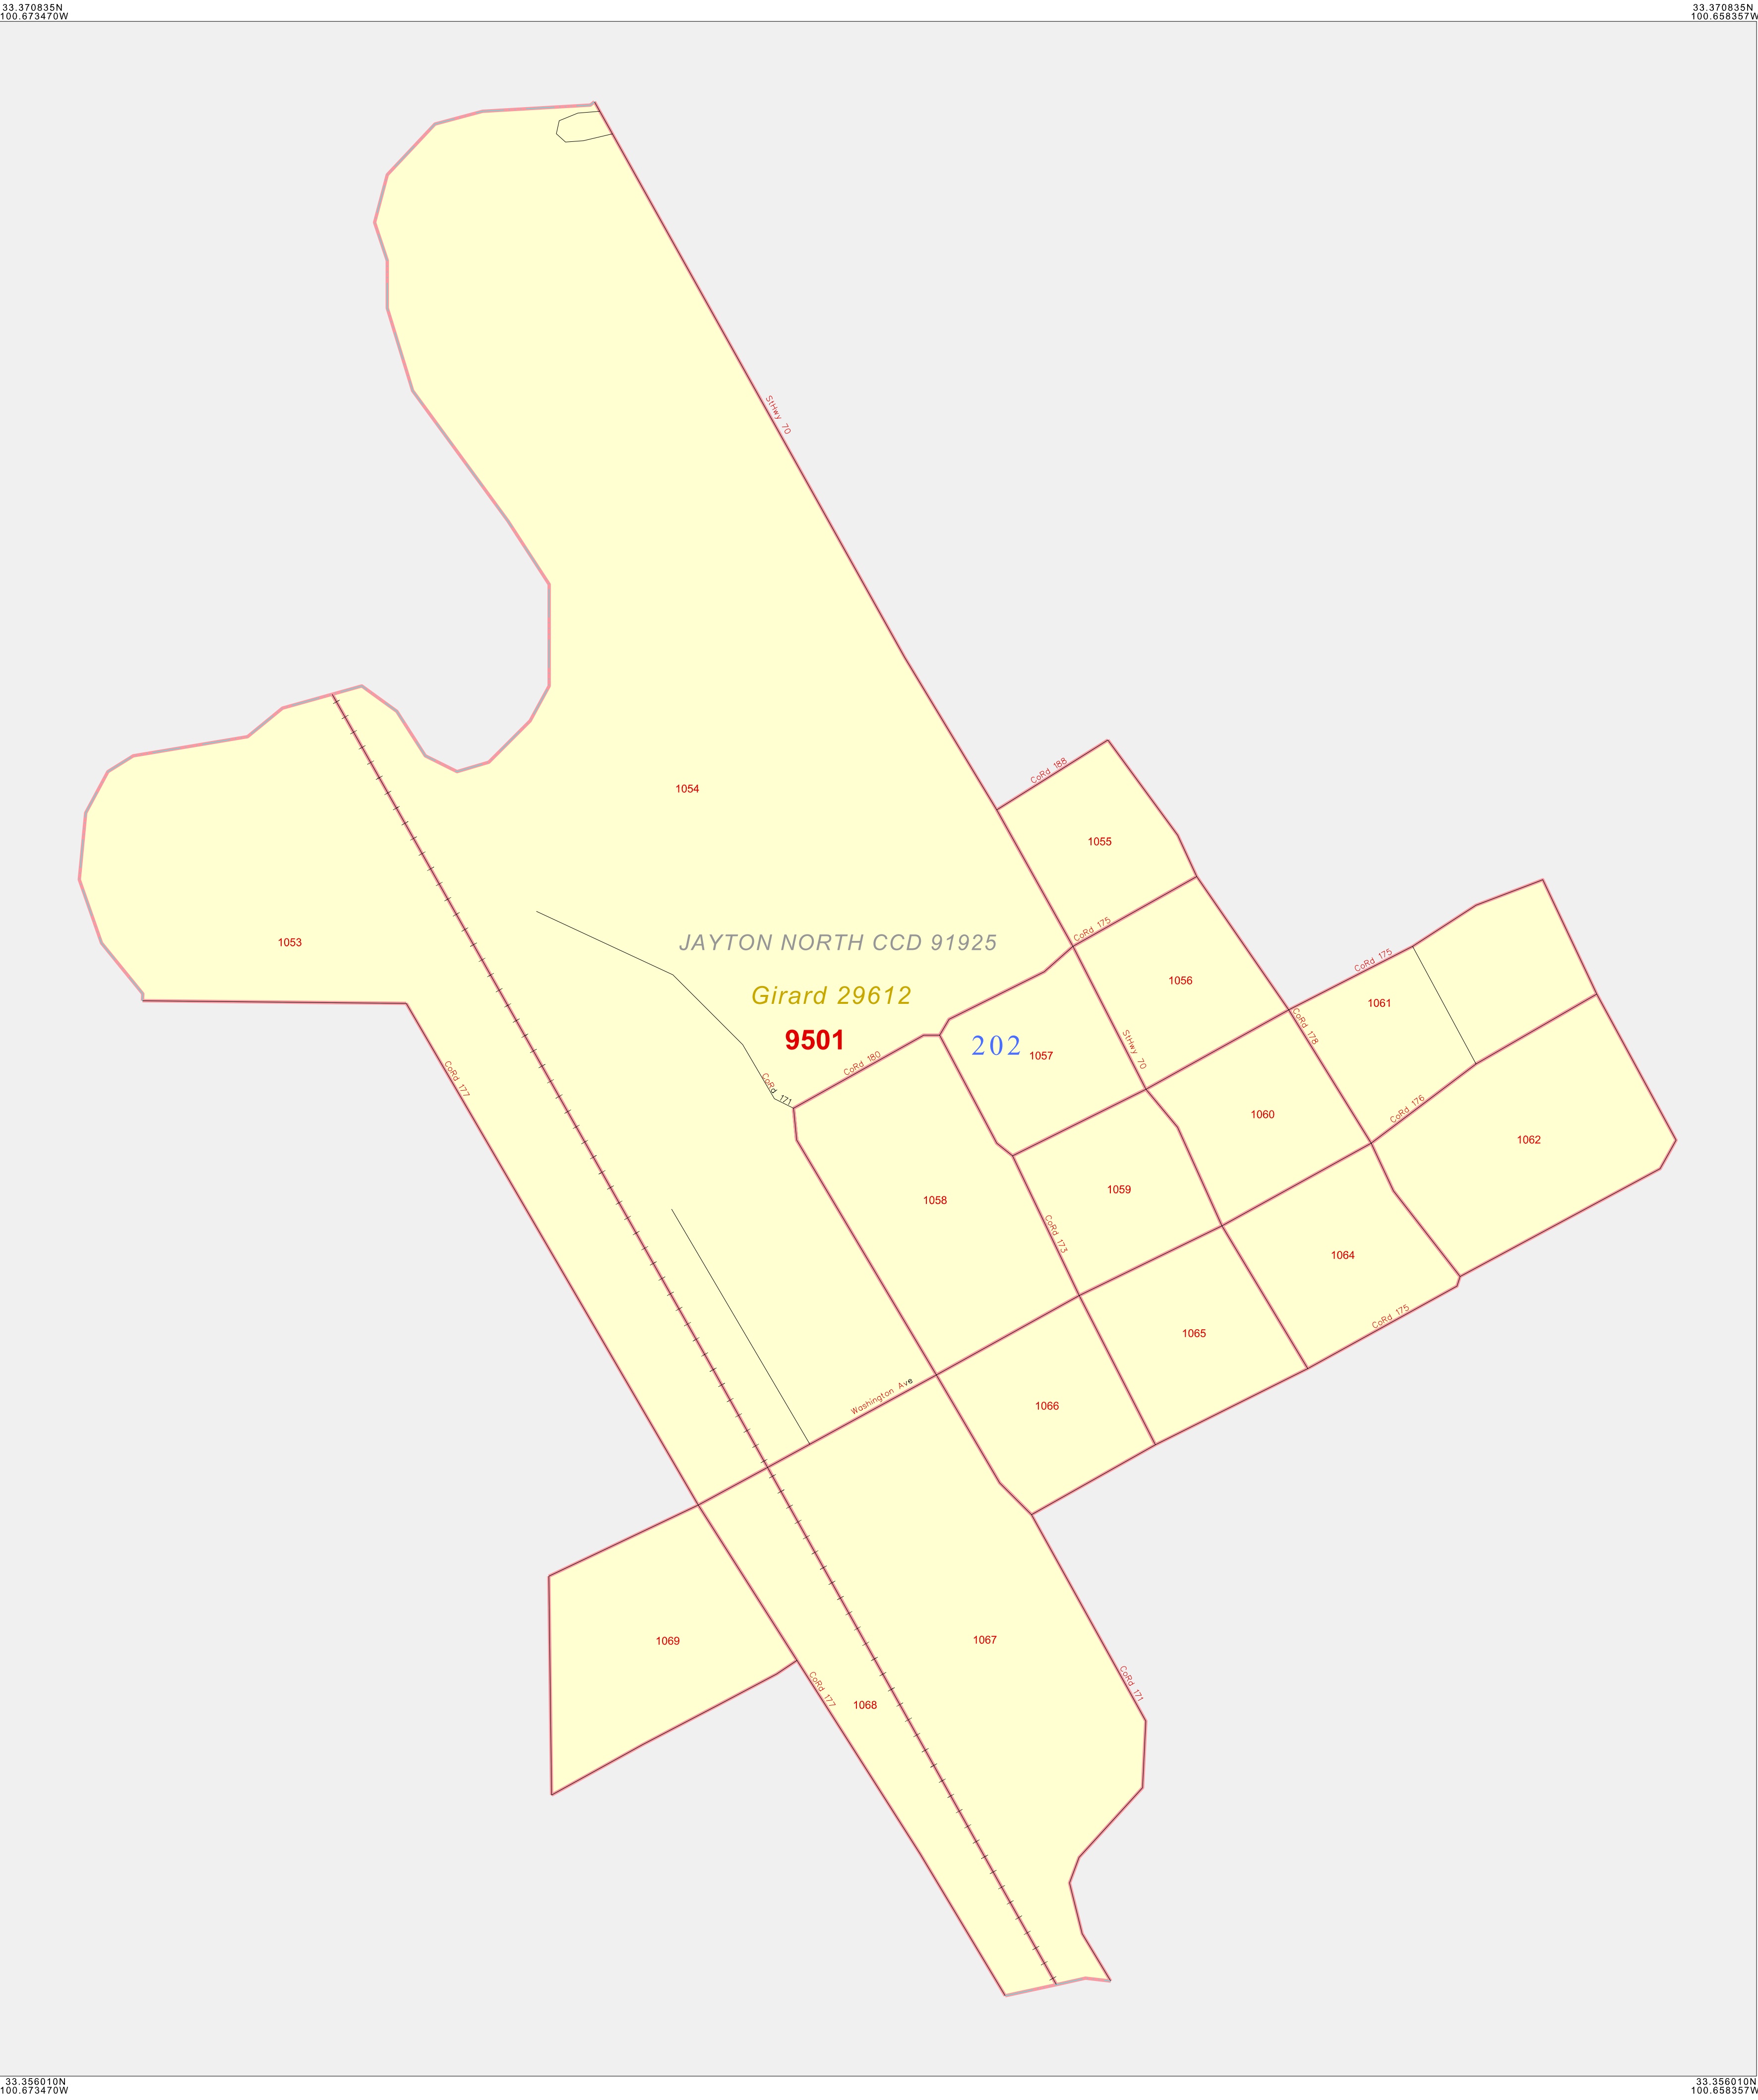 33.370835N
100.673470W
33.370835N
100.658357W
StHwy 70
CoRd 188
1054
1055
CoRd 175
1053
JAYTON NORTH CCD 91925
CoRd 175
1056
Girard 29612
1061
CoRd 178
9501
202
1057
StHwy 70
CoRd 180
CoRd 177
CoRd 171
CoRd 176
1060
1062
1059
1058
CoRd 173
1064
CoRd 175
1065
Washington Ave
1066
1069
1067
CoRd 171
CoRd 177
1068
33.356010N
100.673470W
33.356010N
100.658357W